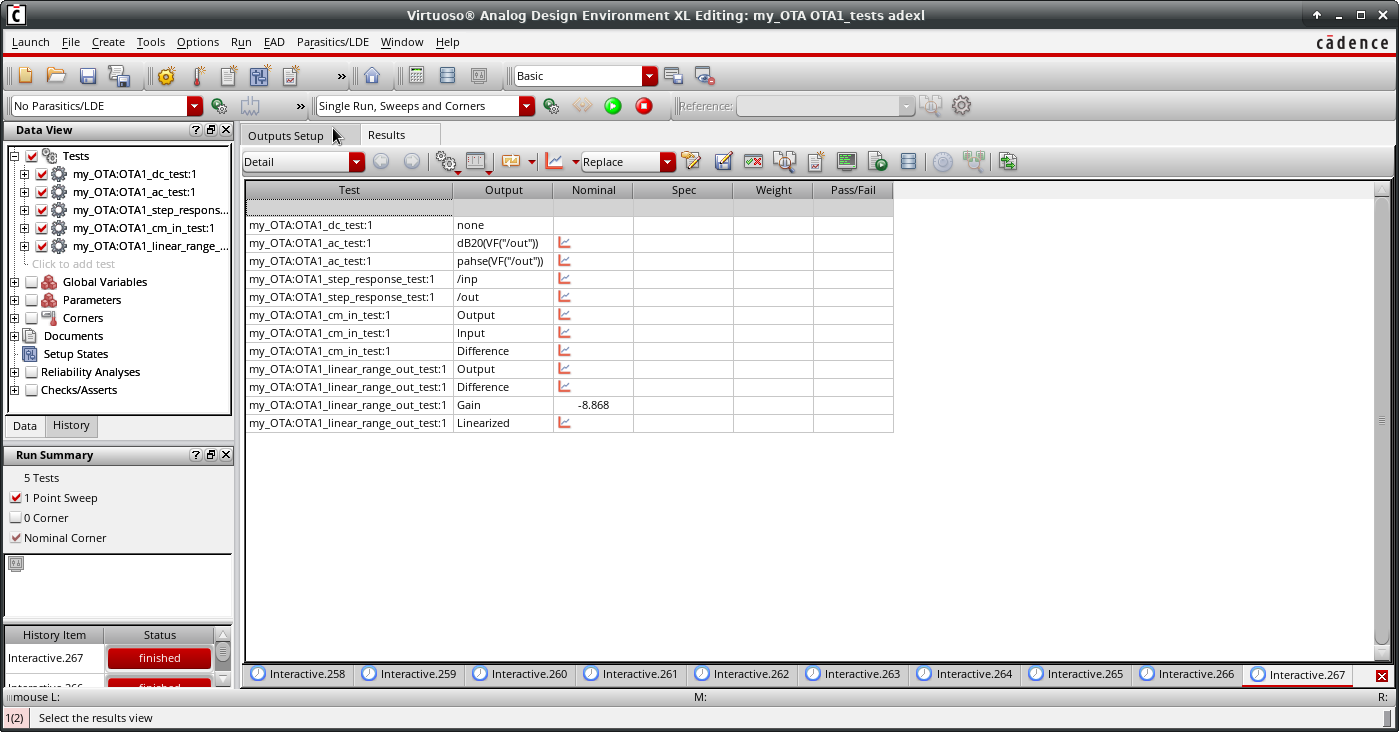 Virtuoso® Analog Design Environment XL Editing: my_OTA OTA1_tests adexl
Launch File Create Tools Options Run EAD Parasitics/LDE Window Help
cādence
» Basic
No Parasitics/LDE » Single Run, Sweeps and Corners Reference:
Data View
Tests
my_OTA:OTA1_dc_test:1
my_OTA:OTA1_ac_test:1
my_OTA:OTA1_step_respons...
my_OTA:OTA1_cm_in_test:1
my_OTA:OTA1_linear_range_...
Click to add test
Global Variables
Parameters
Corners
Documents
Setup States
Reliability Analyses
Checks/Asserts
Data History
Run Summary
5 Tests
1 Point Sweep
0 Corner
Nominal Corner
History Item Status
Interactive.267 finished
Interactive.266 finished
Outputs Setup Results
Detail Replace
Test Output Nominal Spec Weight Pass/Fail
my_OTA:OTA1_dc_test:1 none
my_OTA:OTA1_ac_test:1 dB20(VF("/out"))
my_OTA:OTA1_ac_test:1 pahse(VF("/out"))
my_OTA:OTA1_step_response_test:1 /inp
my_OTA:OTA1_step_response_test:1 /out
my_OTA:OTA1_cm_in_test:1 Output
my_OTA:OTA1_cm_in_test:1 Input
my_OTA:OTA1_cm_in_test:1 Difference
my_OTA:OTA1_linear_range_out_test:1 Output
my_OTA:OTA1_linear_range_out_test:1 Difference
my_OTA:OTA1_linear_range_out_test:1 Gain -8.868
my_OTA:OTA1_linear_range_out_test:1 Linearized
Interactive.258 Interactive.259 Interactive.260 Interactive.261 Interactive.262 Interactive.263 Interactive.264 Interactive.265 Interactive.266 Interactive.267
mouse L: M: R:
1(2) Select the results view